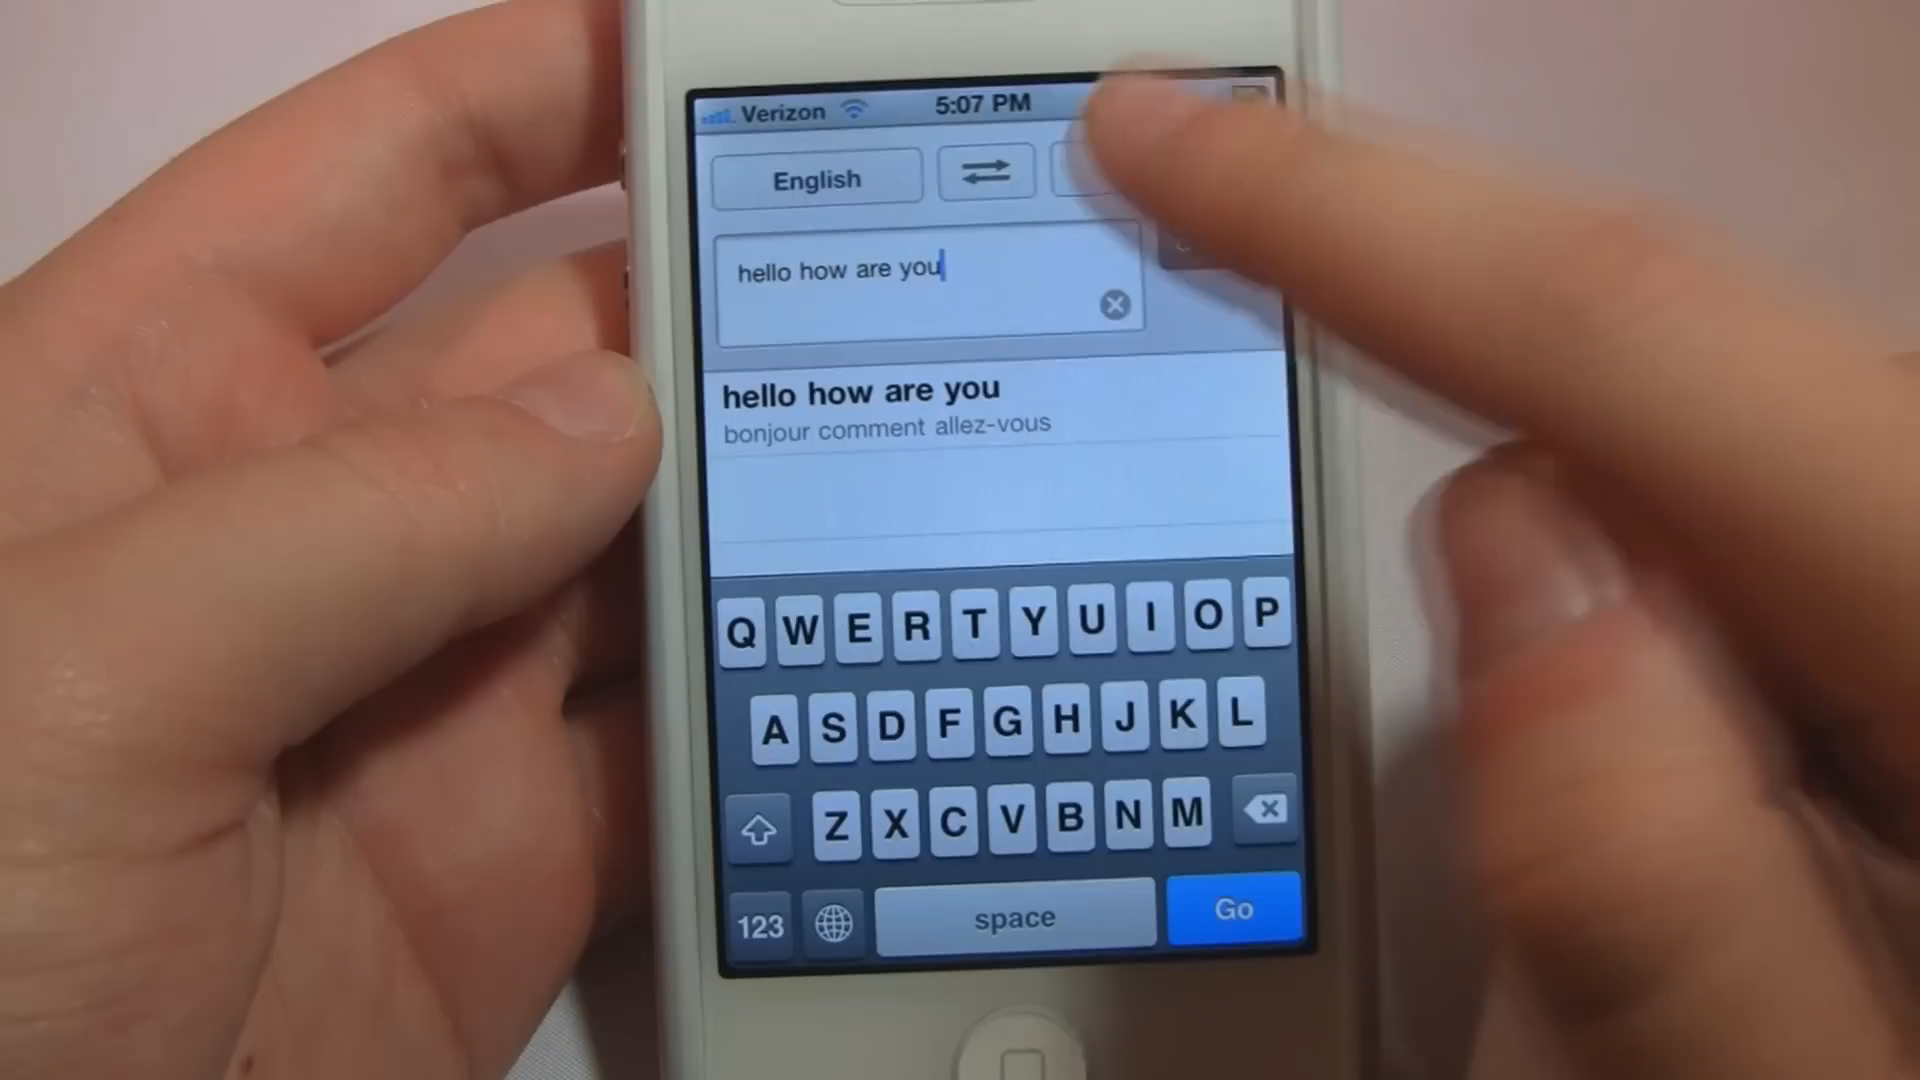 Verizon 5:07 PM
English
hello how are you
hello how are you
bonjour comment allez-vous
Q W E R T Y U I O P
A S D F G H J K L
Z X C V B N M
123 space Go